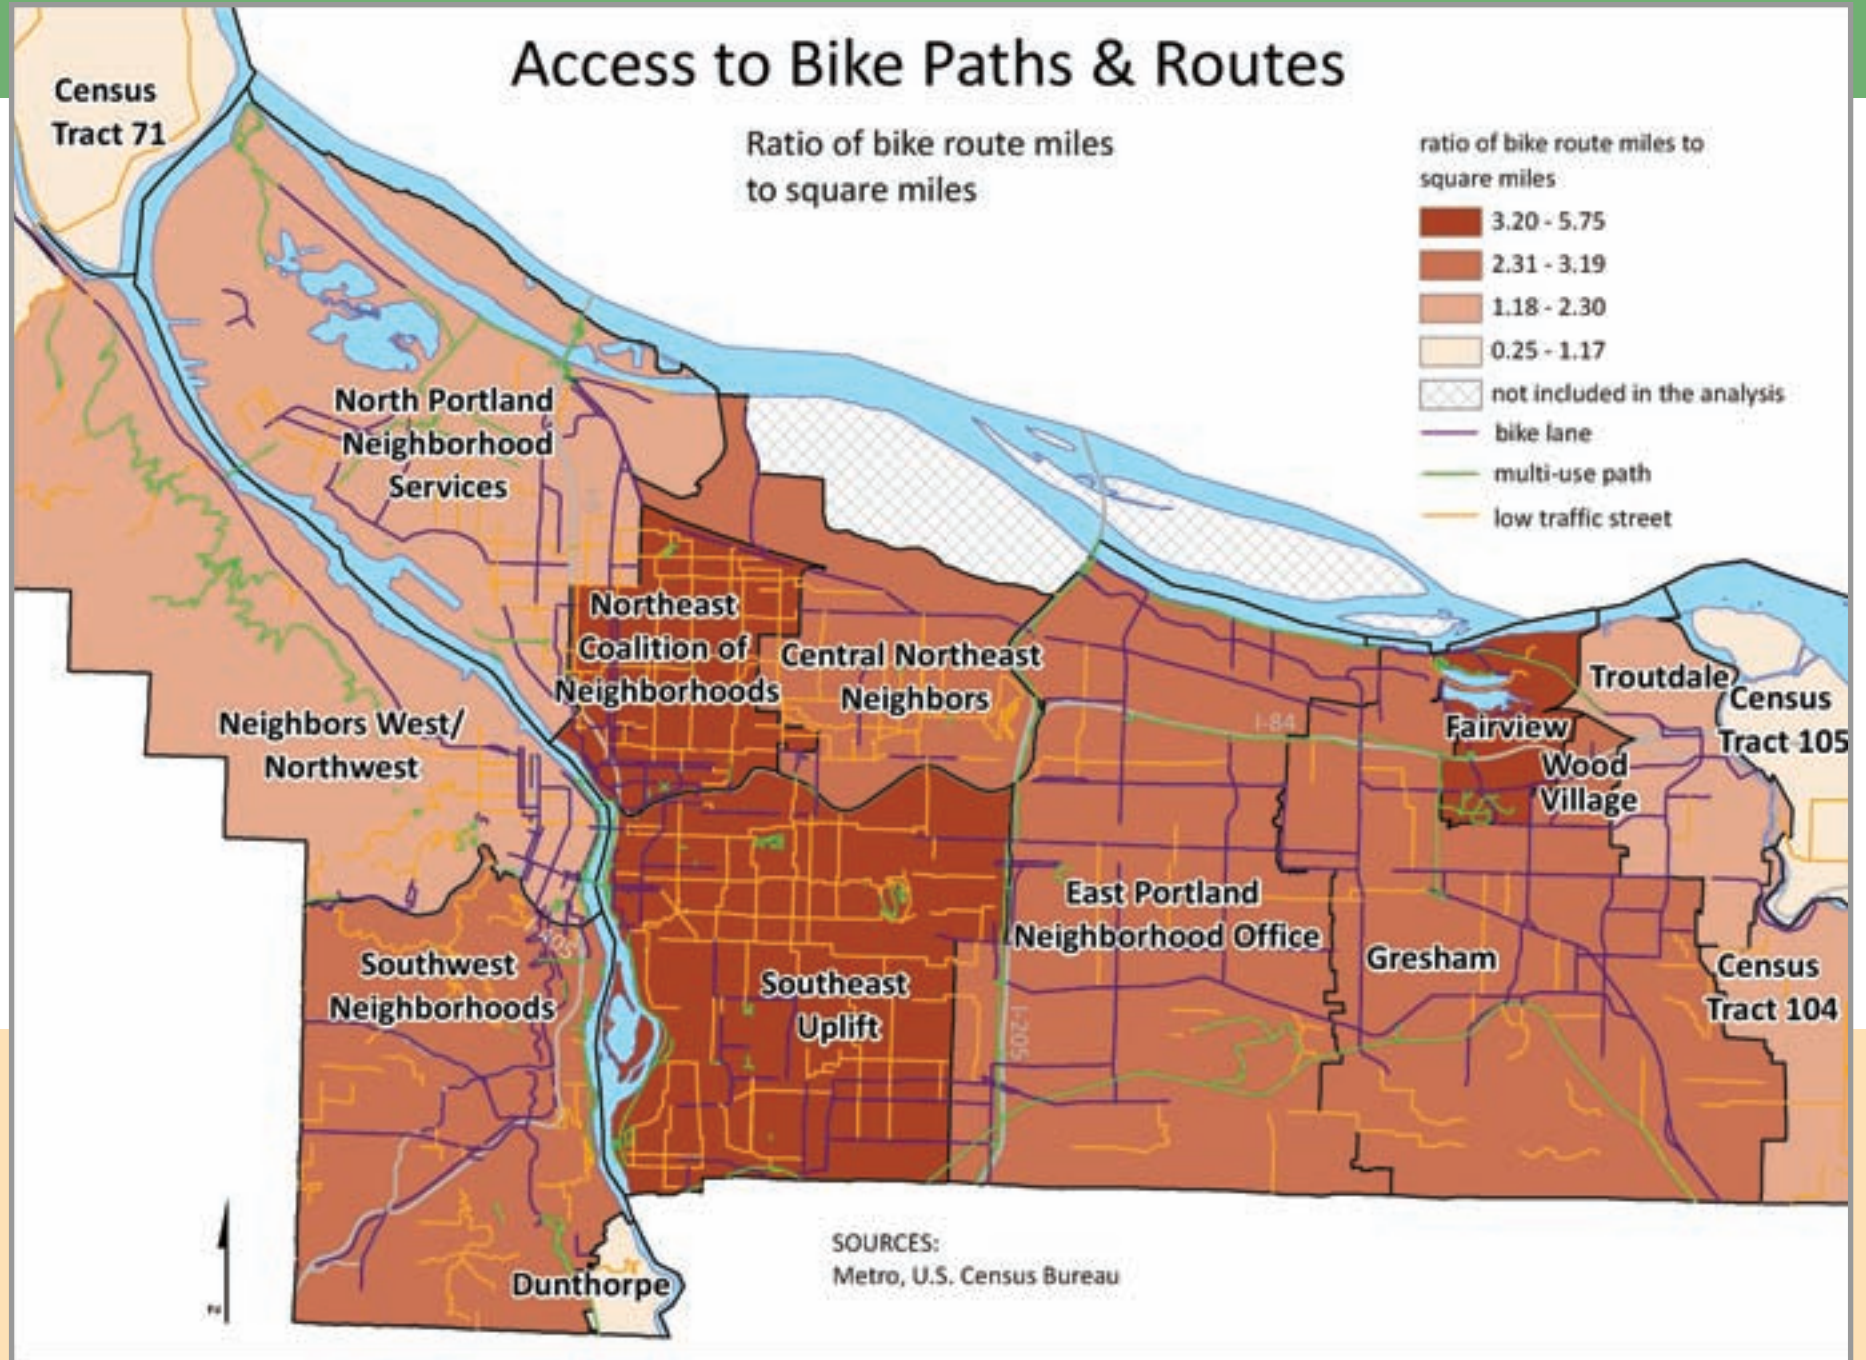 Access to Bike Paths & Routes
Ratio of bike route miles
to square miles
ratio of bike route miles to
square miles
3.20 - 5.75
2.31 - 3.19
1.18 - 2.30
0.25 - 1.17
not included in the analysis
bike lane
multi-use path
low traffic street
Census
Tract 71
North Portland
Neighborhood
Services
Northeast
Coalition of
Neighborhoods
Central Northeast
Neighbors
Neighbors West/
Northwest
I-84
Troutdale
Fairview
Wood
Village
Census
Tract 105
East Portland
Neighborhood Office
Gresham
Census
Tract 104
Southwest
Neighborhoods
I-405
Southeast
Uplift
I-205
Dunthorpe
SOURCES:
Metro, U.S. Census Bureau
N